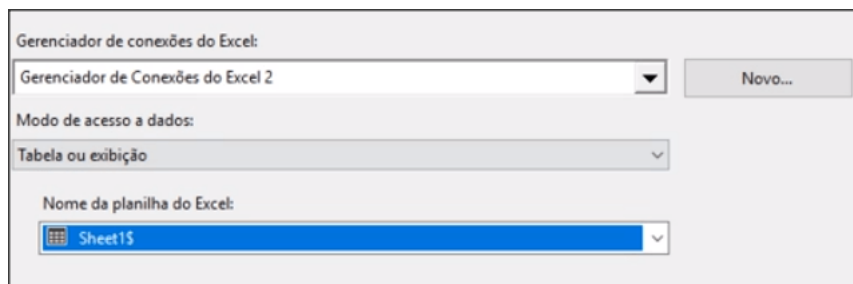 Gerenciador de conexões do Excel:
Gerenciador de Conexões do Excel 2
Novo...
Modo de acesso a dados:
Tabela ou exibição
Nome da planilha do Excel:
Sheet1$